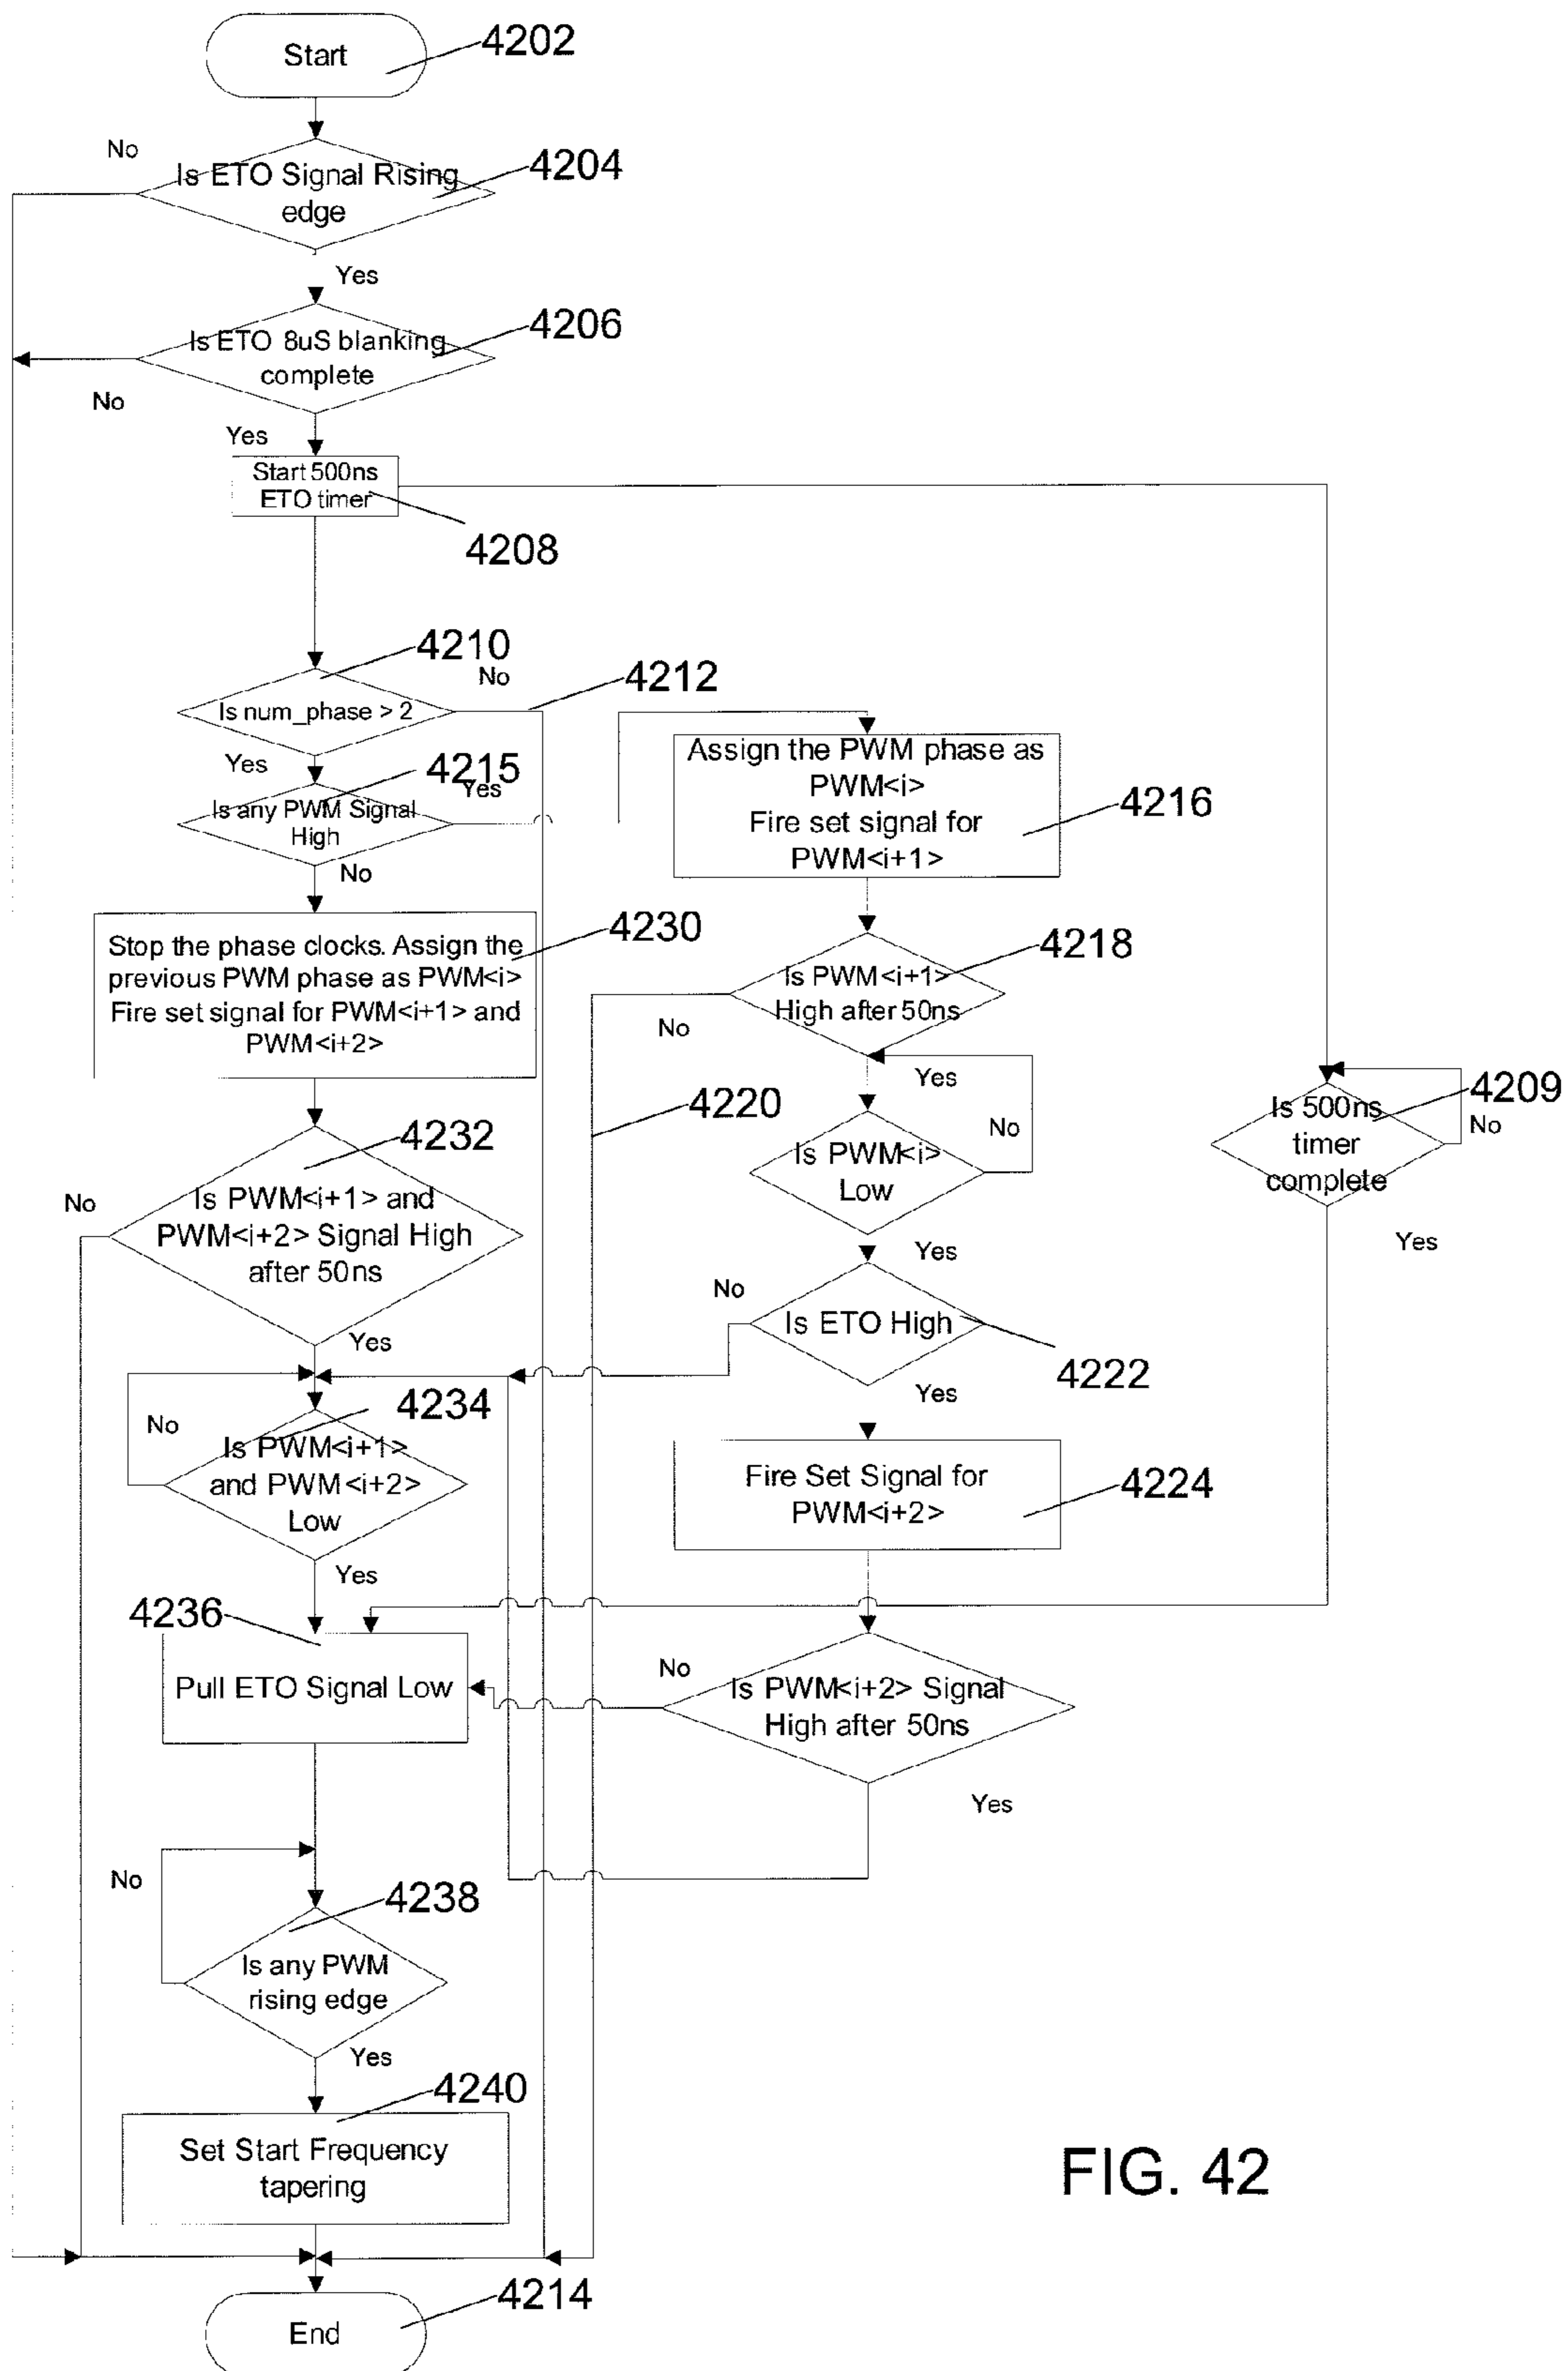 Start
4202
No
Is ETO Signal Rising
edge
4204
Yes
Is ETO 8uS blanking
complete
4206
No
Yes
Start 500ns
ETO timer
4208
4210
No
4212
Is num_phase > 2
Yes
4215
Yes
Is any PWM Signal
High
No
Assign the PWM phase as
PWM<i>
Fire set signal for
PWM<i+1>
4216
Stop the phase clocks. Assign the
previous PWM phase as PWM<i>
Fire set signal for PWM<i+1> and
PWM<i+2>
4230
Is PWM<i+1>
High after 50ns
4218
No
Yes
4220
Is PWM<i>
Low
No
Is 500ns
timer
complete
4209
No
Yes
4232
No
Is PWM<i+1> and
PWM<i+2> Signal High
after 50ns
Yes
Yes
No
Is ETO High
4222
Yes
4234
No
Is PWM<i+1>
and PWM<i+2>
Low
Yes
Fire Set Signal for
PWM<i+2>
4224
4236
Pull ETO Signal Low
No
Is PWM<i+2> Signal
High after 50ns
Yes
No
4238
Is any PWM
rising edge
Yes
4240
Set Start Frequency
tapering
FIG. 42
4214
End